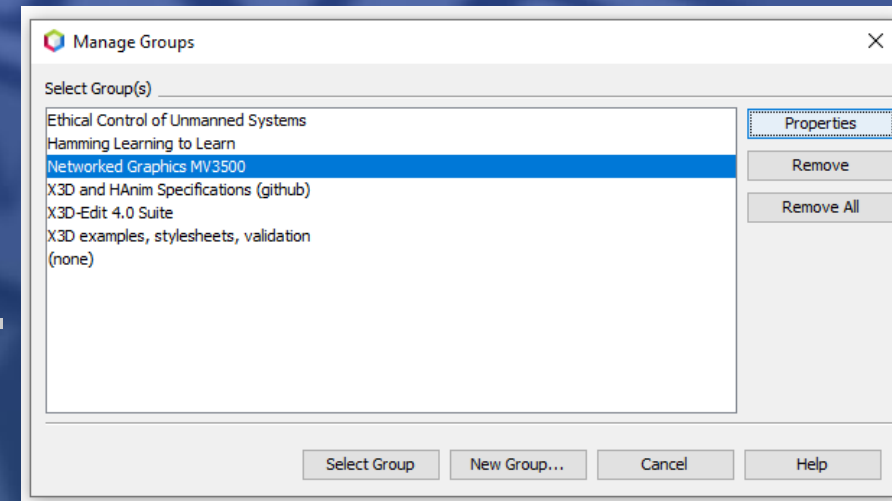 Manage Groups
Select Group(s)
Ethical Control of Unmanned Systems
Hamming Learning to Learn
Networked Graphics MV3500
X3D and HAnim Specifications (github)
X3D-Edit 4.0 Suite
X3D examples, stylesheets, validation
(none)
Properties
Remove
Remove All
Select Group
New Group...
Cancel
Help